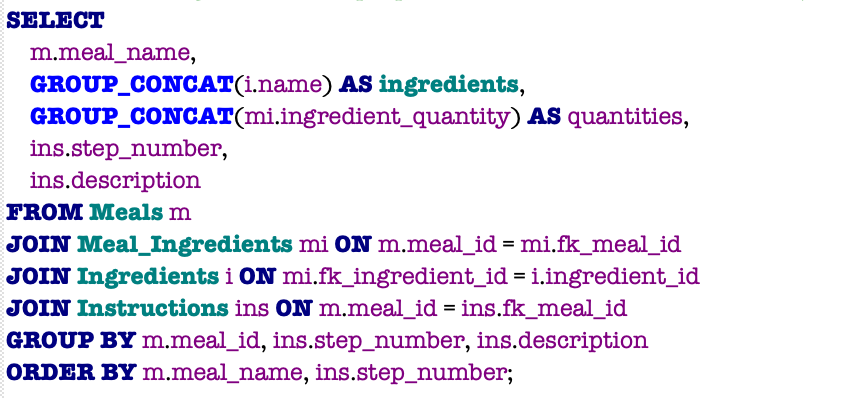 SELECT
m.meal_name,
GROUP_CONCAT(i.name) AS ingredients,
GROUP_CONCAT(mi.ingredient_quantity) AS quantities,
ins.step_number,
ins.description
FROM Meals m
JOIN Meal_Ingredients mi ON m.meal_id = mi.fk_meal_id
JOIN Ingredients i ON mi.fk_ingredient_id = i.ingredient_id
JOIN Instructions ins ON m.meal_id = ins.fk_meal_id
GROUP BY m.meal_id, ins.step_number, ins.description
ORDER BY m.meal_name, ins.step_number;